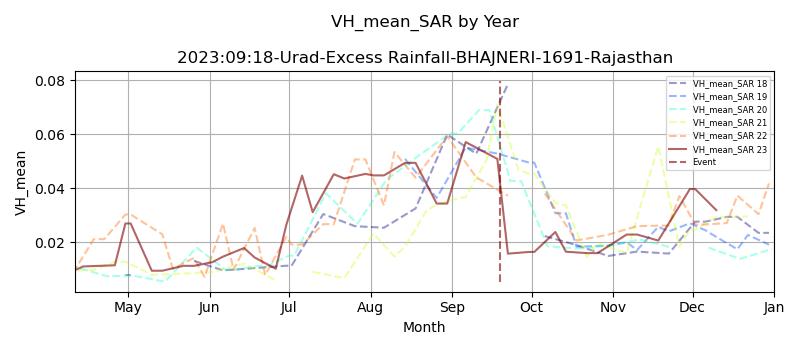 VH_mean_SAR by Year
2023:09:18-Urad-Excess Rainfall-BHAJNERI-1691-Rajasthan
0.08
0.06
0.04
0.02
VH_mean
VH_mean_SAR 18
VH_mean_SAR 19
VH_mean_SAR 20
VH_mean_SAR 21
VH_mean_SAR 22
VH_mean_SAR 23
Event
May Jun Jul Aug Sep Oct Nov Dec Jan
Month